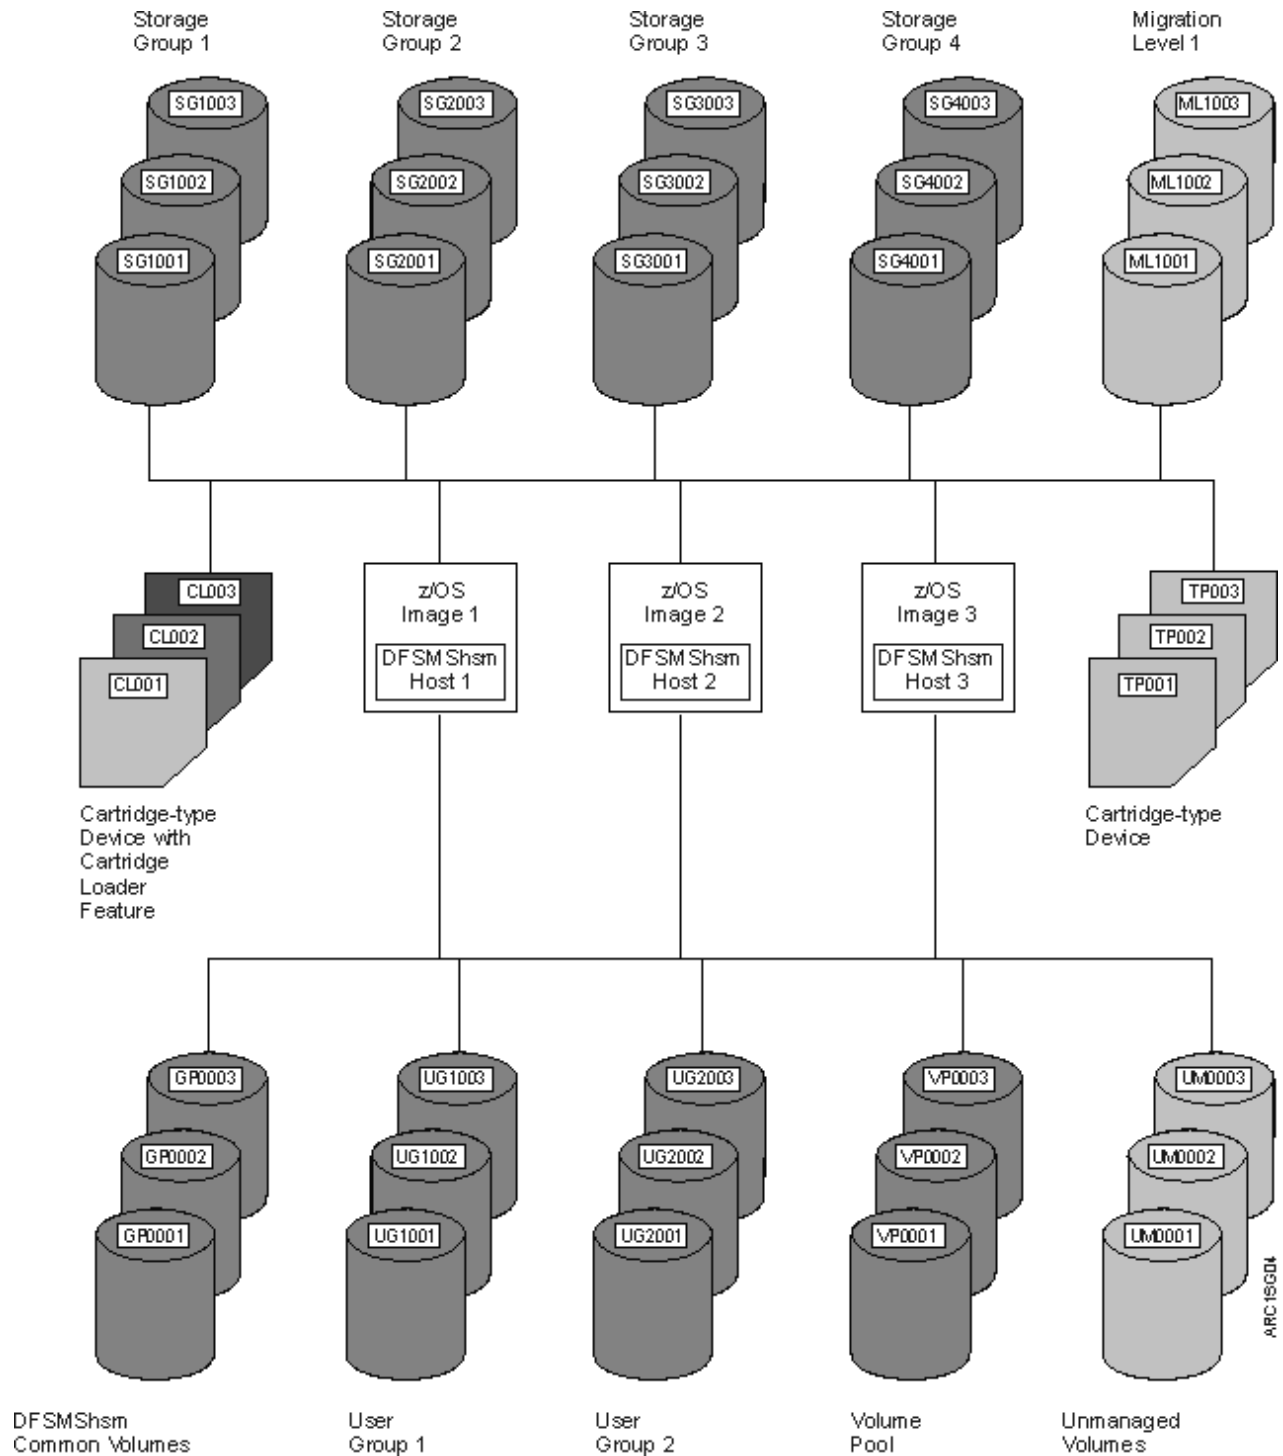 Storage
Group 1
Storage
Group 2
Storage
Group 3
Storage
Group 4
Migration
Level 1
SG1003
SG1002
SG1001
SG2003
SG2002
SG2001
SG3003
SG3002
SG3001
SG4003
SG4002
SG4001
ML1003
ML1002
ML1001
CL003
CL002
CL001
Cartridge-type
Device with
Cartridge
Loader
Feature
z/OS
Image 1
DFSMShsm
Host 1
z/OS
Image 2
DFSMShsm
Host 2
z/OS
Image 3
DFSMShsm
Host 3
TP003
TP002
TP001
Cartridge-type
Device
GP0003
GP0002
GP0001
UG1003
UG1002
UG1001
UG2003
UG2002
UG2001
VP0003
VP0002
VP0001
UM0003
UM0002
UM0001
ARC1SGD4
DFSMShsm
Common Volumes
User
Group 1
User
Group 2
Volume
Pool
Unmanaged
Volumes